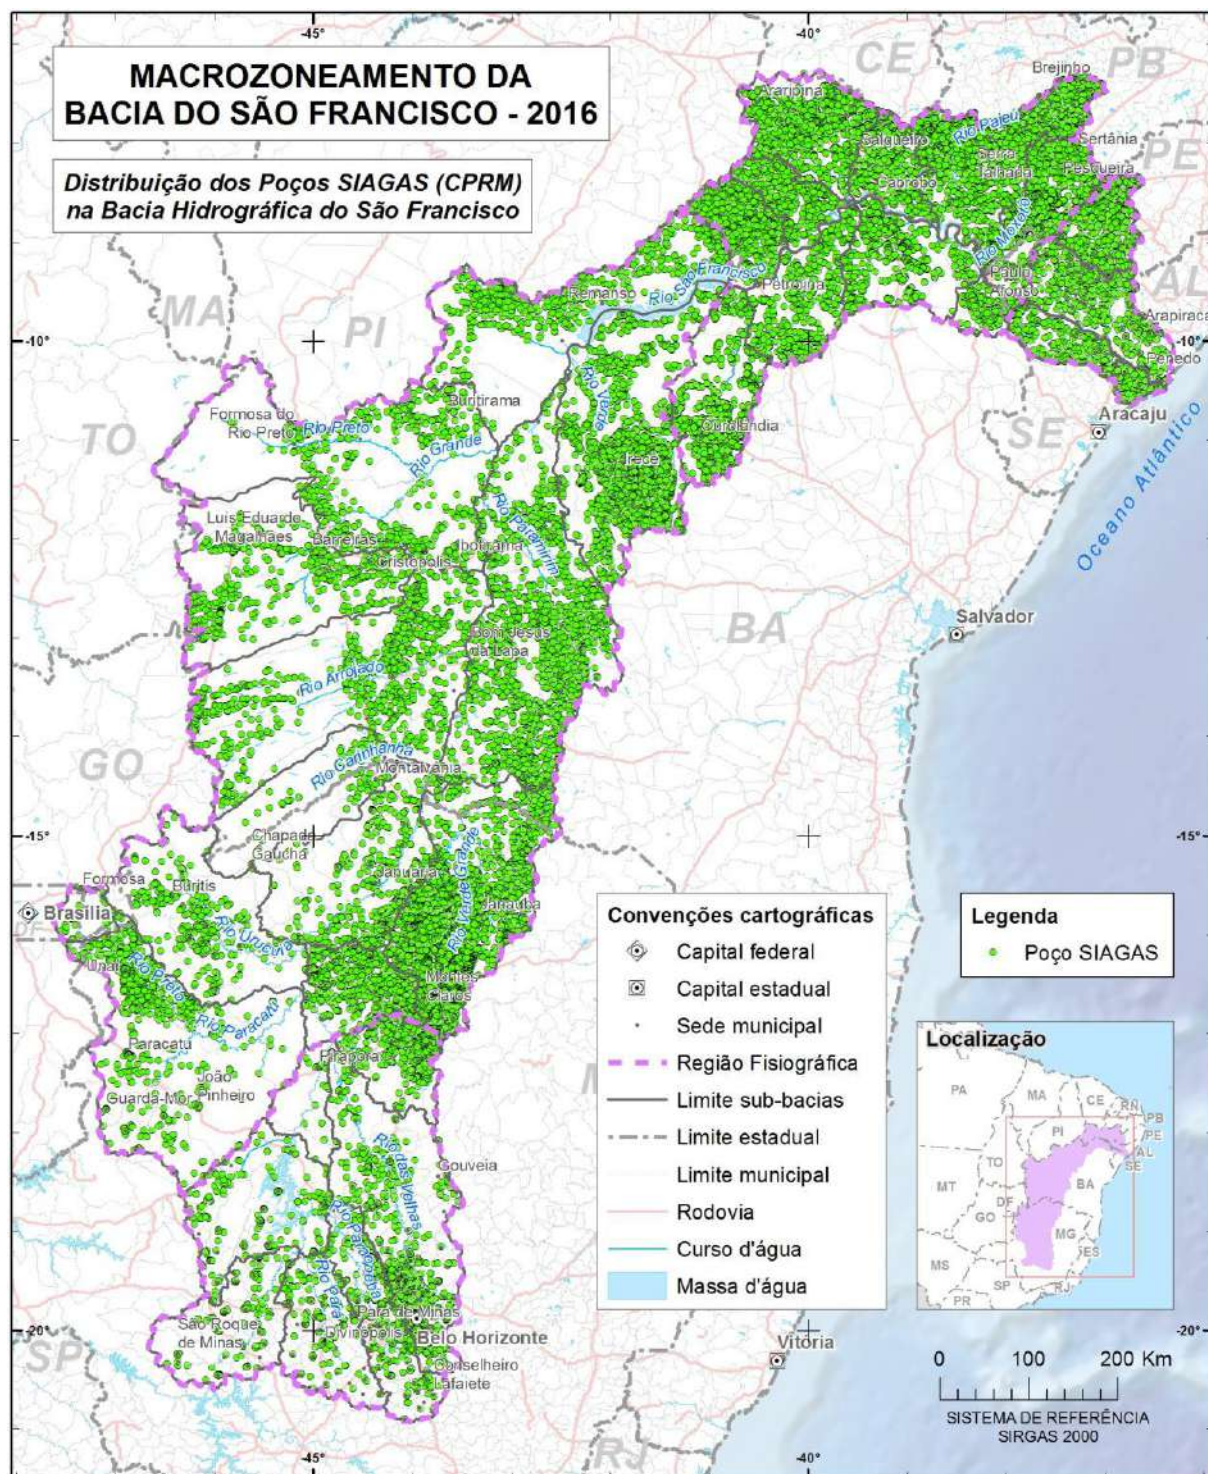 -45°
-40°
MACROZONEAMENTO DA
BACIA DO SÃO FRANCISCO - 2016
Distribuição dos Poços SIAGAS (CPRM)
na Bacia Hidrográfica do São Francisco
CE
PB
Brejinho
Araripina
Rio Pajeú
Salgueiro
Sertânia
PE
Serra
Talhada
Pesqueira
Cabrobó
Rio Moxotó
Rio São Francisco
Remanso
Petrolina
Paulo
Afonso
AL
Arapiraca
MA
PI
-10°
-10°
Penedo
Rio Verde
Buritirama
Formosa do
Rio Preto
Rio Preto
Rio Grande
Aracaju
SE
TO
Ourolândia
Irecê
Oceano Atlântico
Rio Paramirim
Luís Eduardo
Magalhães
Barreiras
Cristópolis
Ibotirama
Salvador
BA
Bom Jesus
da Lapa
Rio Arrojado
GO
Rio Carinhanha
Montalvânia
Chapada
Gaúcha
-15°
-15°
Januária
Rio Verde Grande
Janaúba
Formosa
Buritis
Brasília
DF
Rio Urucuia
Unaí
Rio Preto
Montes
Claros
Rio Paracatu
Paracatu
Pirapora
João
Pinheiro
Guarda-Mor
Gouveia
Rio das Velhas
Rio Paraopeba
Rio Pará
Pará de Minas
São Roque
de Minas
Divinópolis
Belo Horizonte
Conselheiro
Lafaiete
SP
RJ
Vitória
-20°
-20°
Convenções cartográficas
Capital federal
Capital estadual
Sede municipal
Região Fisiográfica
Limite sub-bacias
Limite estadual
Limite municipal
Rodovia
Curso d'água
Massa d'água
Legenda
Poço SIAGAS
Localização
PA
MA
CE
RN
PB
PI
PE
AL
SE
TO
BA
MT
DF
GO
MG
ES
MS
SP
RJ
PR
0 100 200 Km
SISTEMA DE REFERÊNCIA
SIRGAS 2000
-45°
-40°